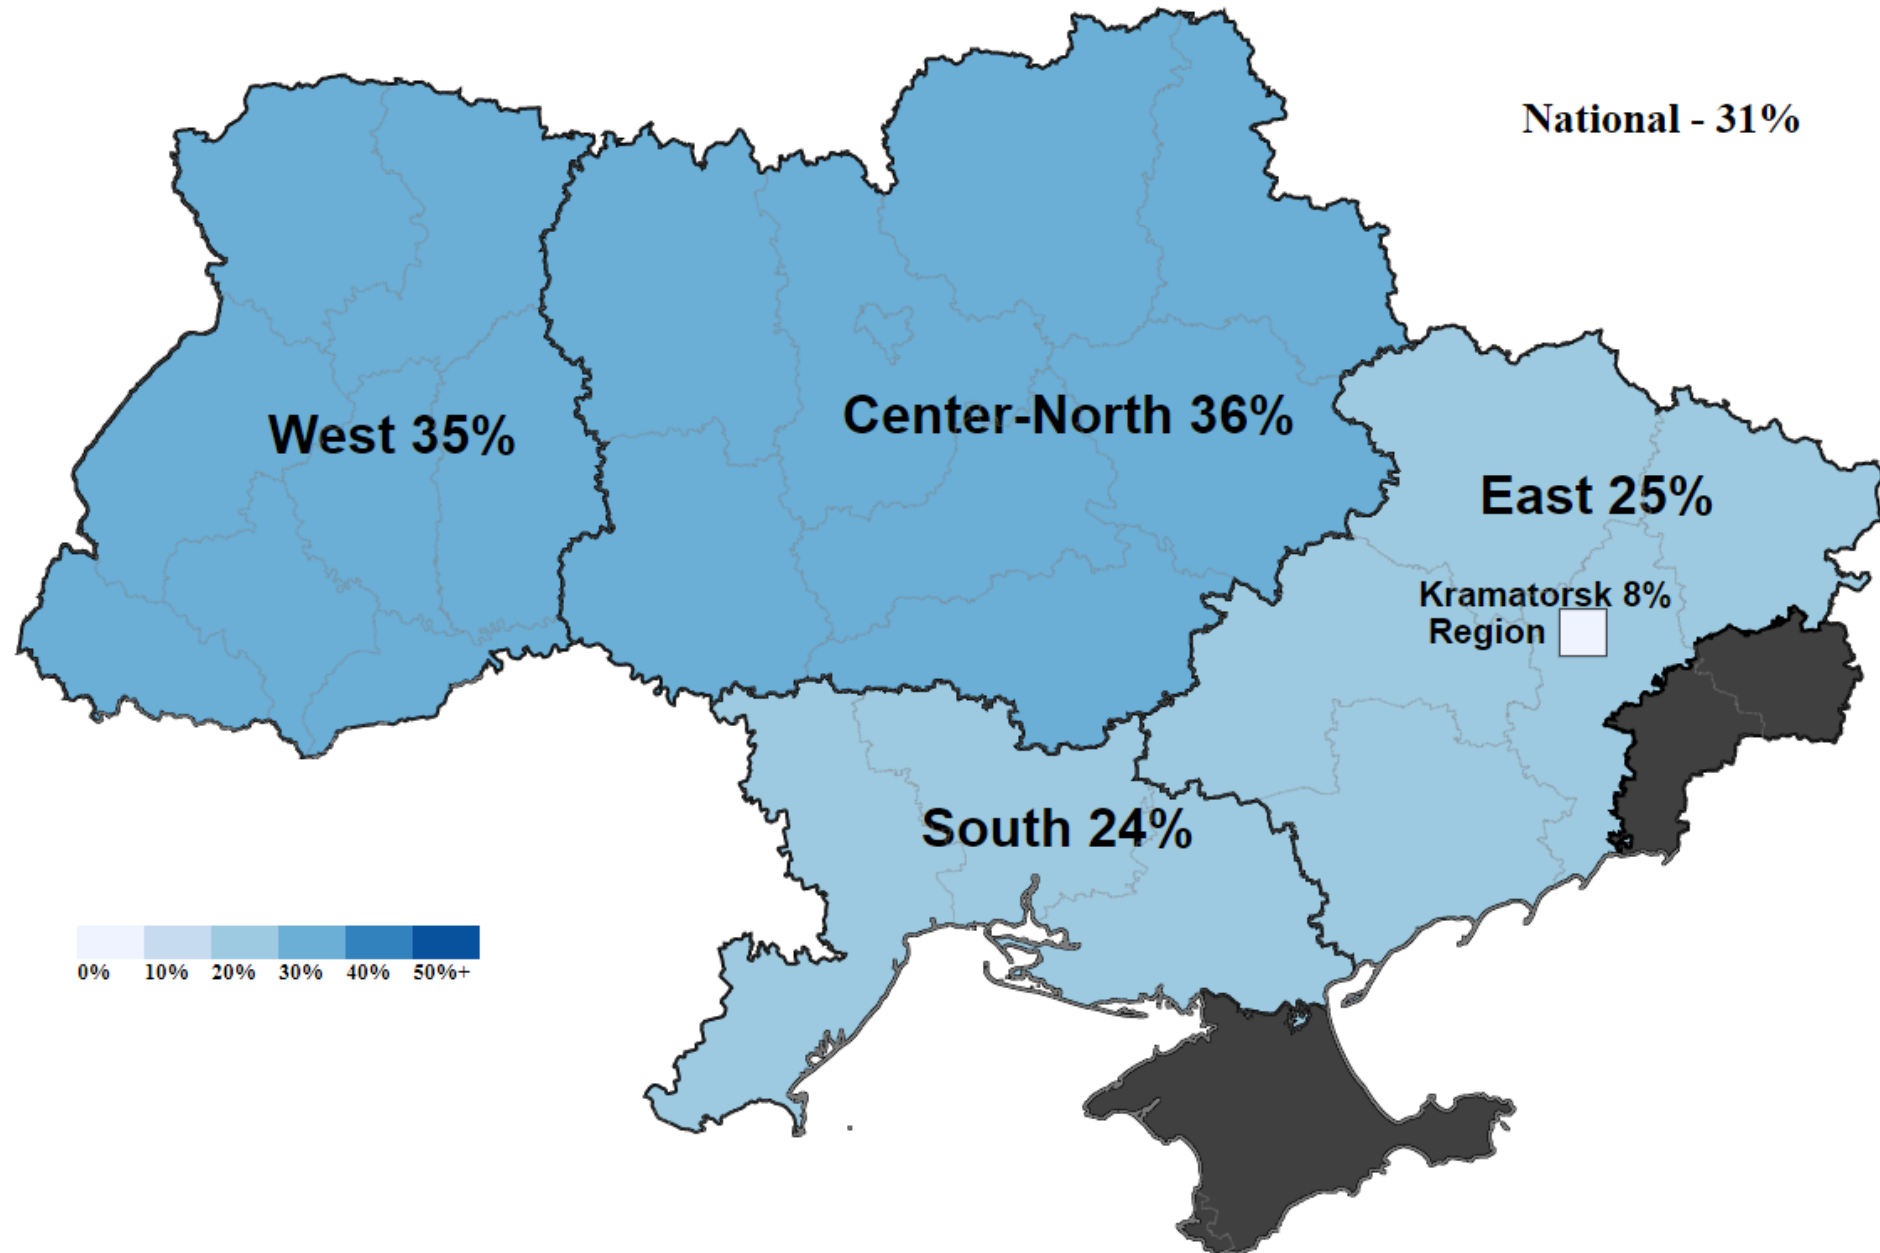 National - 31%
West 35%
Center-North 36%
East 25%
Kramatorsk 8%
Region
South 24%
0% 10% 20% 30% 40% 50%+